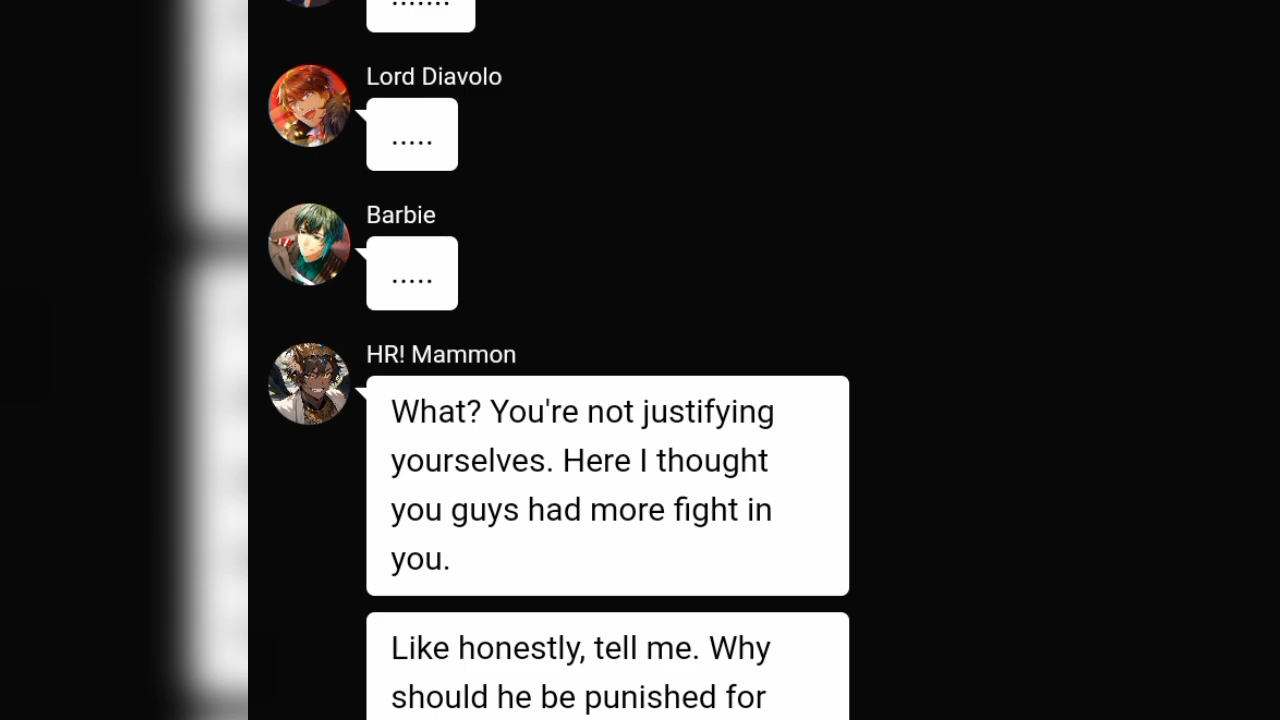 .......
Lord Diavolo
.....
Barbie
.....
HR! Mammon
What? You're not justifying
yourselves. Here I thought
you guys had more fight in
you.
Like honestly, tell me. Why
should he be punished for